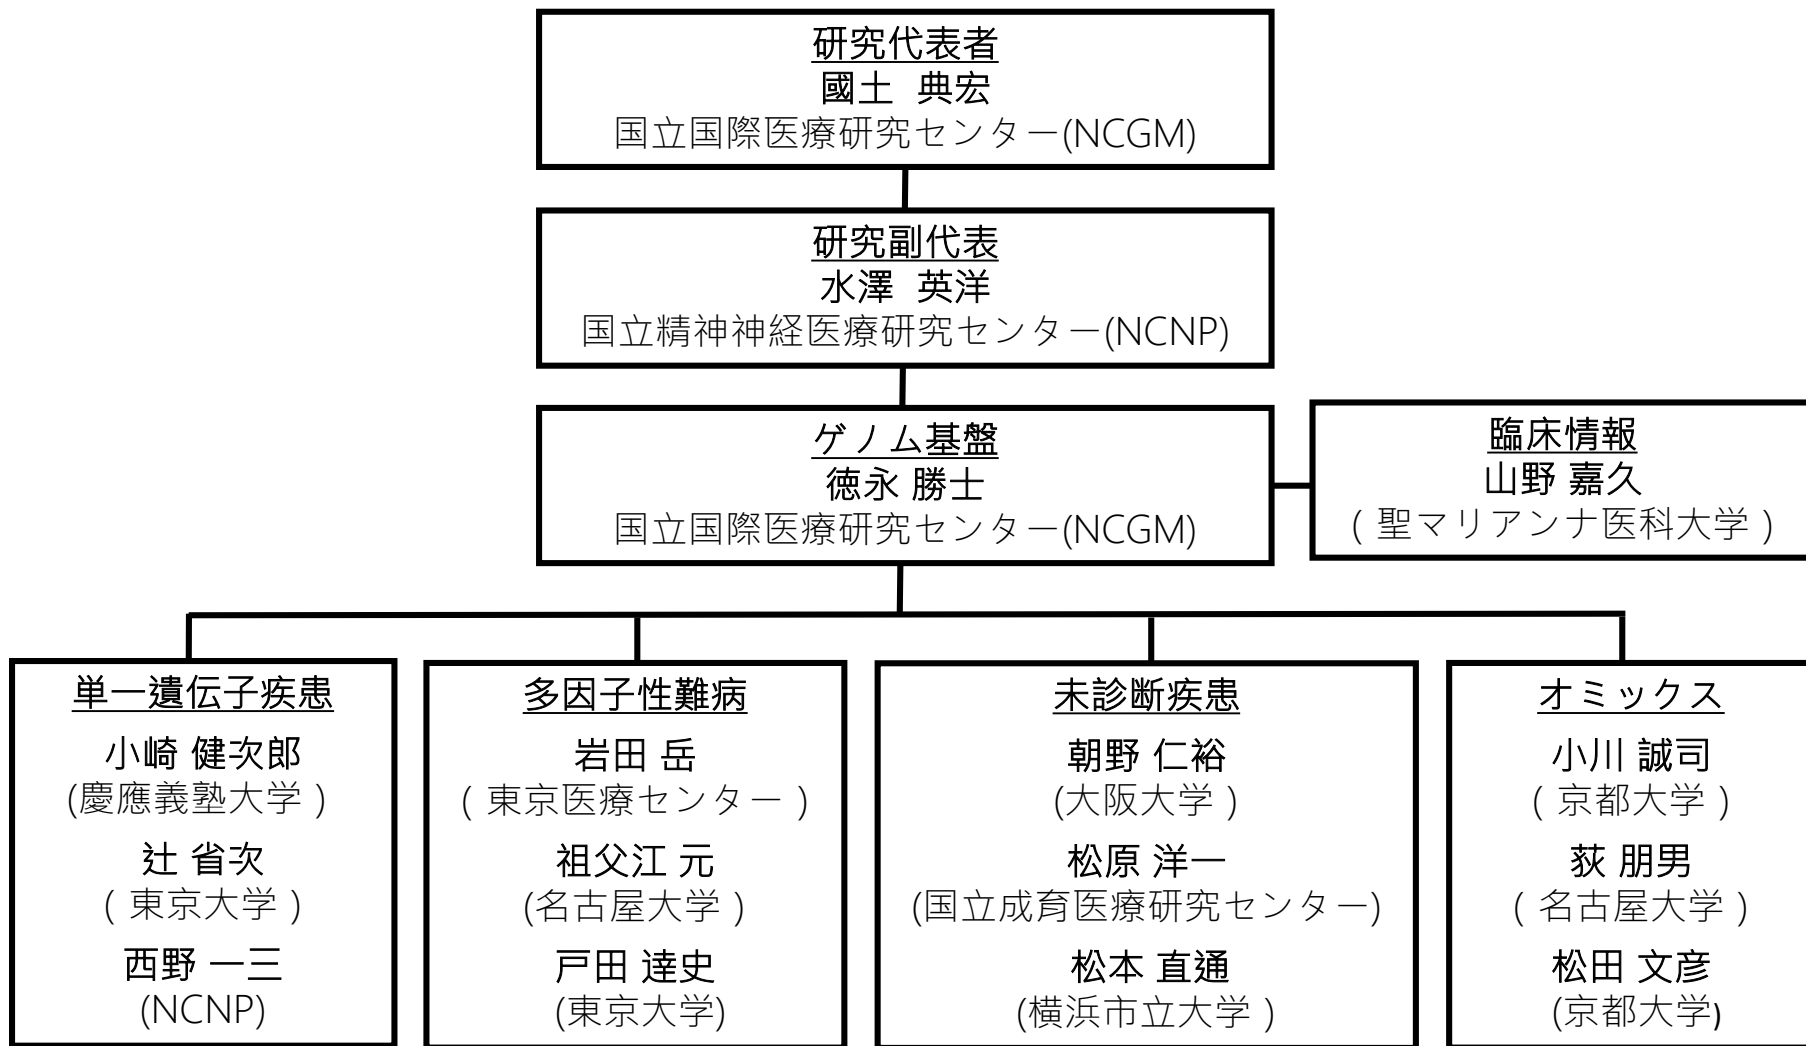 研究代表者
國土 典宏
国立国際医療研究センター(NCGM)
研究副代表
水澤 英洋
国立精神神経医療研究センター(NCNP)
ゲノム基盤
徳永 勝士
国立国際医療研究センター(NCGM)
臨床情報
山野 嘉久
( 聖マリアンナ医科大学 )
単一遺伝子疾患
小崎 健次郎
(慶應義塾大学 )
辻 省次
( 東京大学 )
西野 一三
(NCNP)
多因子性難病
岩田 岳
( 東京医療センター )
祖父江 元
(名古屋大学 )
戸田 達史
(東京大学)
未診断疾患
朝野 仁裕
(大阪大学 )
松原 洋一
(国立成育医療研究センター)
松本 直通
(横浜市立大学 )
オミックス
小川 誠司
( 京都大学 )
荻 朋男
( 名古屋大学 )
松田 文彦
(京都大学)